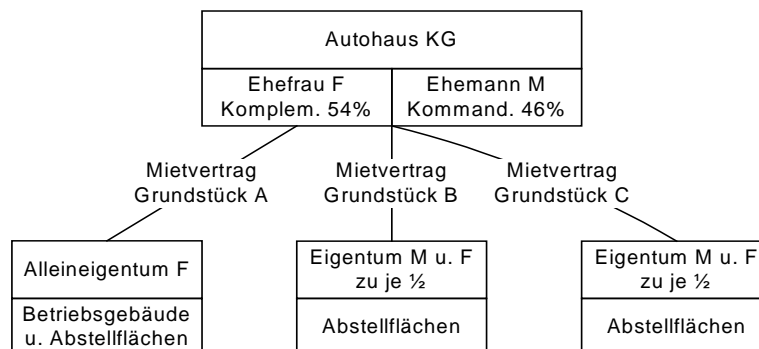 Autohaus KG
Ehefrau F
Komplem. 54%
Ehemann M
Kommand. 46%
Mietvertrag
Grundstück A
Mietvertrag
Grundstück B
Mietvertrag
Grundstück C
Alleineigentum F
Betriebsgebäude
u. Abstellflächen
Eigentum M u. F
zu je ½
Abstellflächen
Eigentum M u. F
zu je ½
Abstellflächen